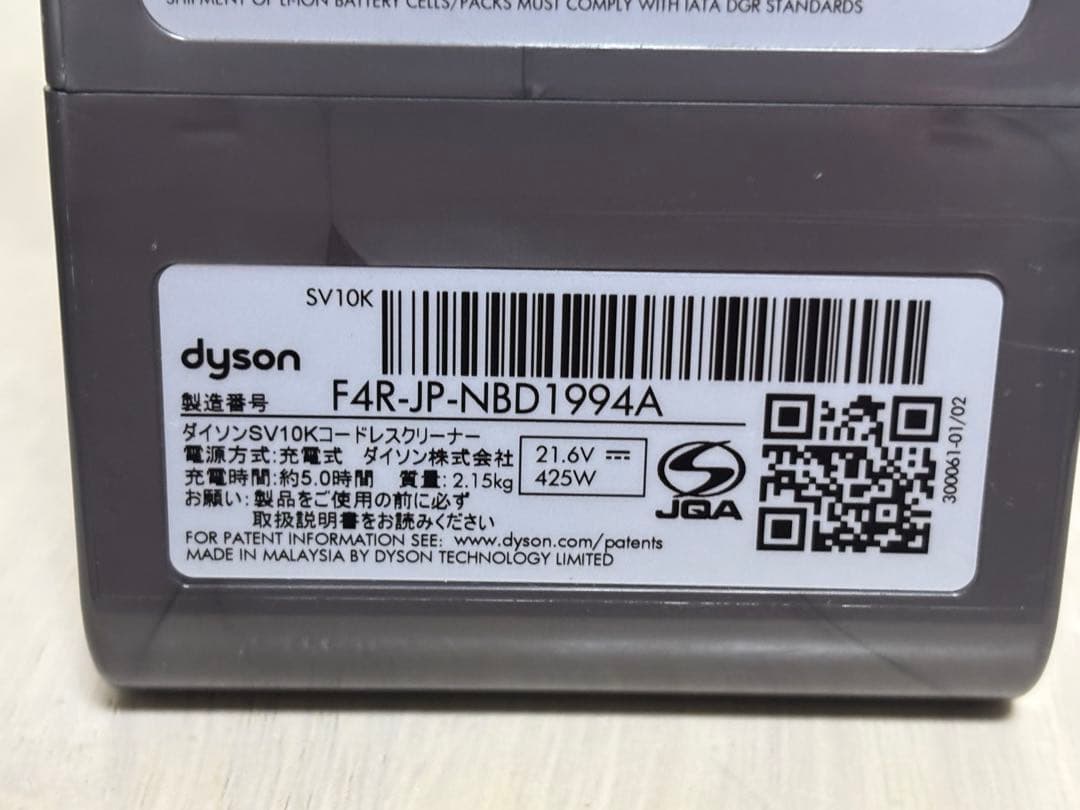 SHIPMENT OF LI-ION BATTERY CELLS/PACKS MUST COMPLY WITH IATA DGR STANDARDS
SV10K
dyson
製造番号 F4R-JP-NBD1994A
ダイソンSV10Kコードレスクリーナー
電源方式:充電式 ダイソン株式会社
充電時間:約5.0時間 質量:2.15kg
お願い:製品をご使用の前に必ず
取扱説明書をお読みください
21.6V ⎓
425W
JQA
FOR PATENT INFORMATION SEE: www.dyson.com/patents
MADE IN MALAYSIA BY DYSON TECHNOLOGY LIMITED
300061-01/02